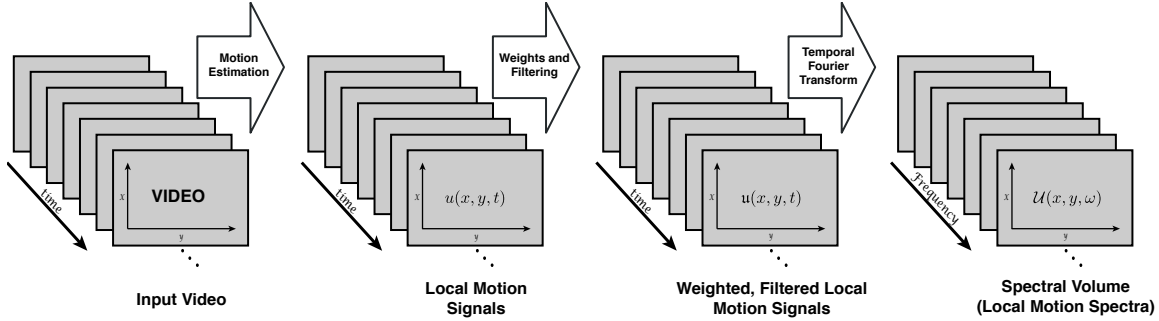 Motion
Estimation
Weights and
Filtering
Temporal
Fourier
Transform
time
x
VIDEO
y
Input Video
time
x
u(x, y, t)
y
Local Motion
Signals
time
x
𝔲(x, y, t)
y
Weighted, Filtered Local
Motion Signals
Frequency
x
𝒰(x, y, ω)
y
Spectral Volume
(Local Motion Spectra)